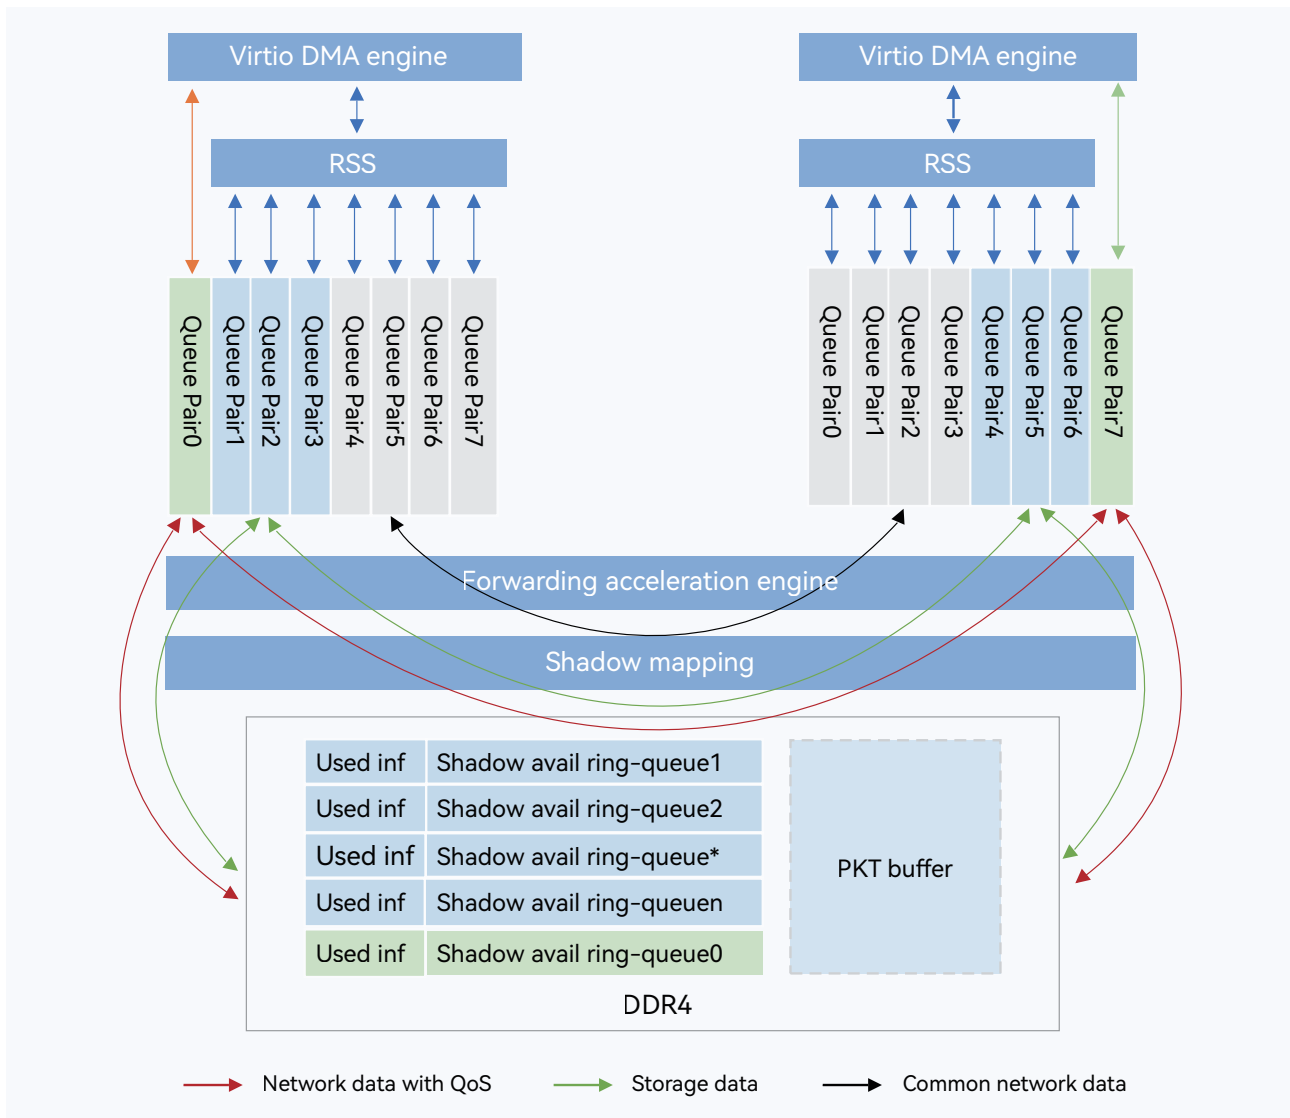 Virtio DMA engine
Virtio DMA engine
RSS
RSS
Queue Pair0
Queue Pair1
Queue Pair2
Queue Pair3
Queue Pair4
Queue Pair5
Queue Pair6
Queue Pair7
Queue Pair0
Queue Pair1
Queue Pair2
Queue Pair3
Queue Pair4
Queue Pair5
Queue Pair6
Queue Pair7
Forwarding acceleration engine
Shadow mapping
Used inf Shadow avail ring-queue1
Used inf Shadow avail ring-queue2
Used inf Shadow avail ring-queue*
Used inf Shadow avail ring-queuen
Used inf Shadow avail ring-queue0
PKT buffer
DDR4
Network data with QoS
Storage data
Common network data